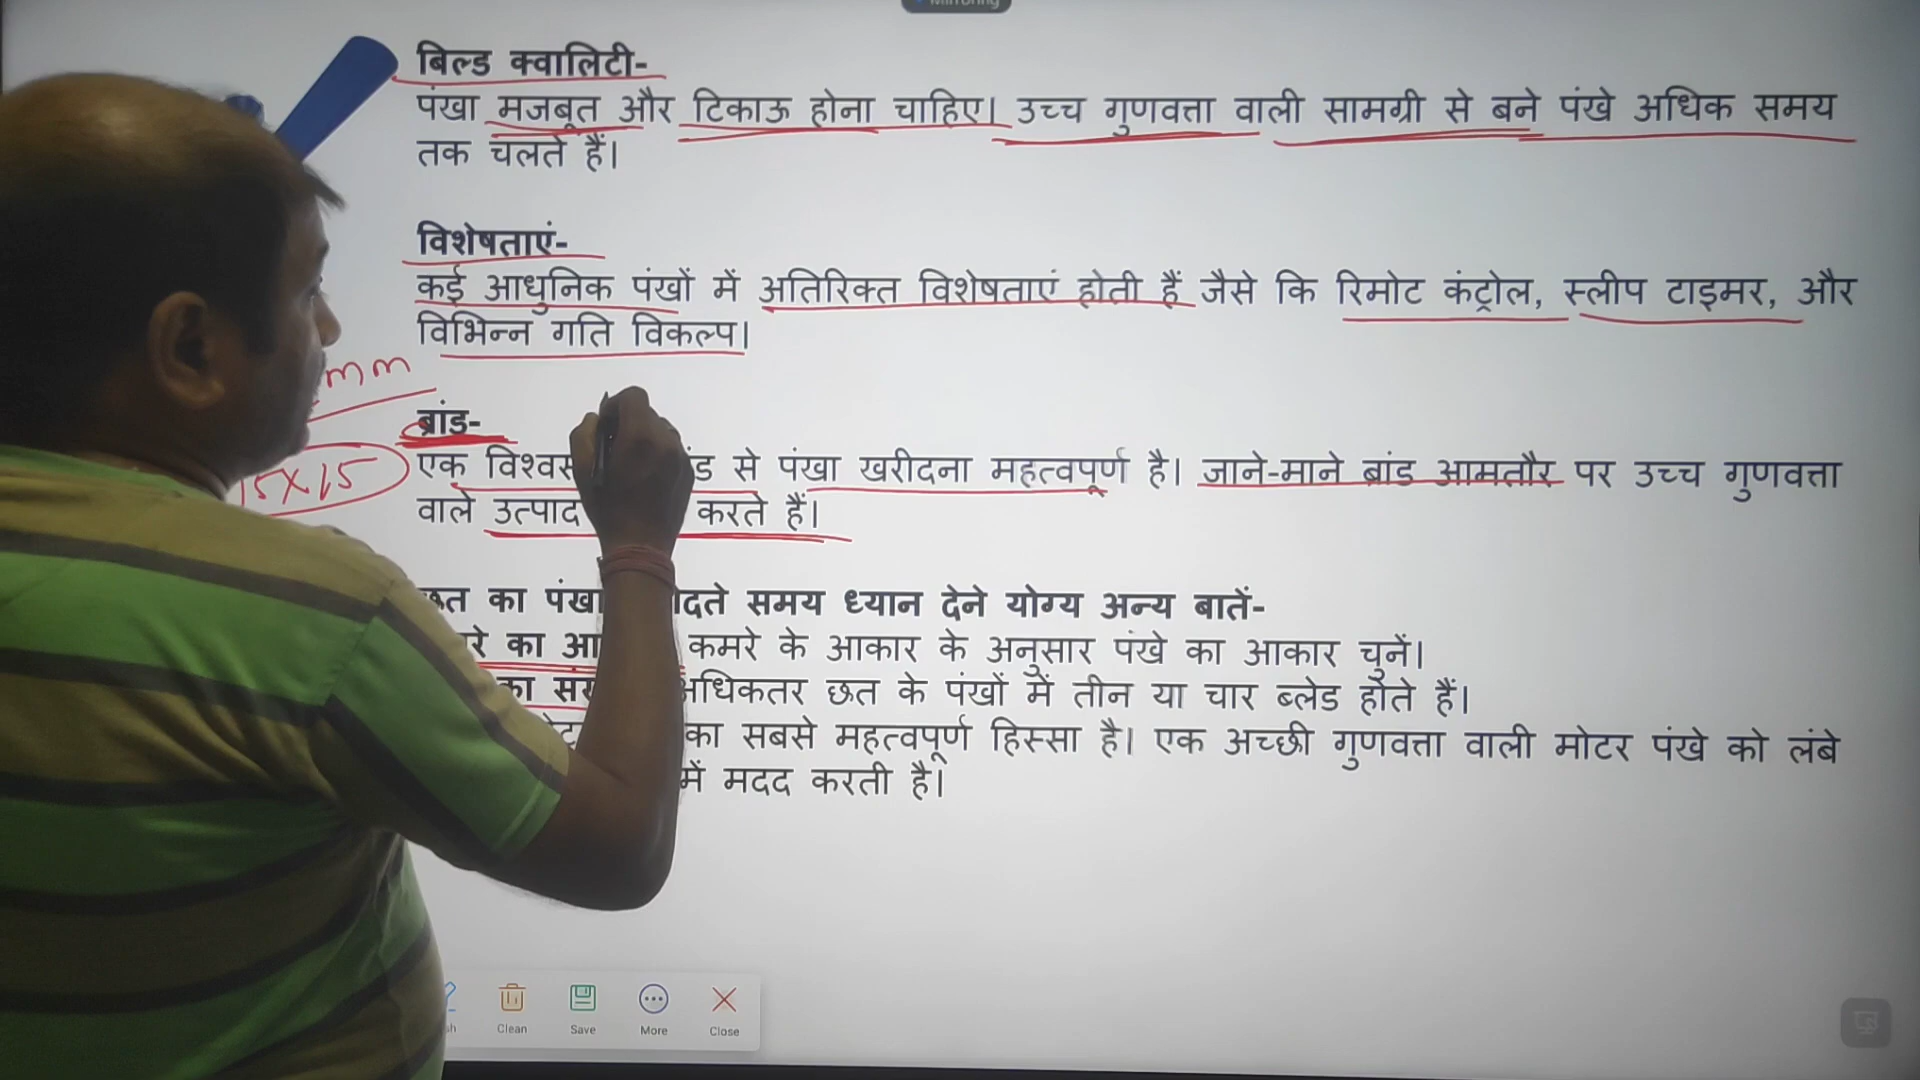 Mirroring
बिल्ड क्वालिटी-
पंखा मजबूत और टिकाऊ होना चाहिए। उच्च गुणवत्ता वाली सामग्री से बने पंखे अधिक समय
तक चलते हैं।
विशेषताएं-
कई आधुनिक पंखों में अतिरिक्त विशेषताएं होती हैं जैसे कि रिमोट कंट्रोल, स्लीप टाइमर, और
विभिन्न गति विकल्प।
mm
ब्रांड-
15X15
एक से पंखा खरीदना महत्वपूर्ण है। जाने-माने ब्रांड आमतौर पर उच्च गुणवत्ता
वाले उत्पाद करते हैं।
का पंखा समय ध्यान देने योग्य अन्य बातें-
का कमरे के आकार के अनुसार पंखे का आकार चुनें।
का अधिकतर छत के पंखों में तीन या चार ब्लेड होते हैं।
का सबसे महत्वपूर्ण हिस्सा है। एक अच्छी गुणवत्ता वाली मोटर पंखे को लंबे
में मदद करती है।
Clean Save More Close